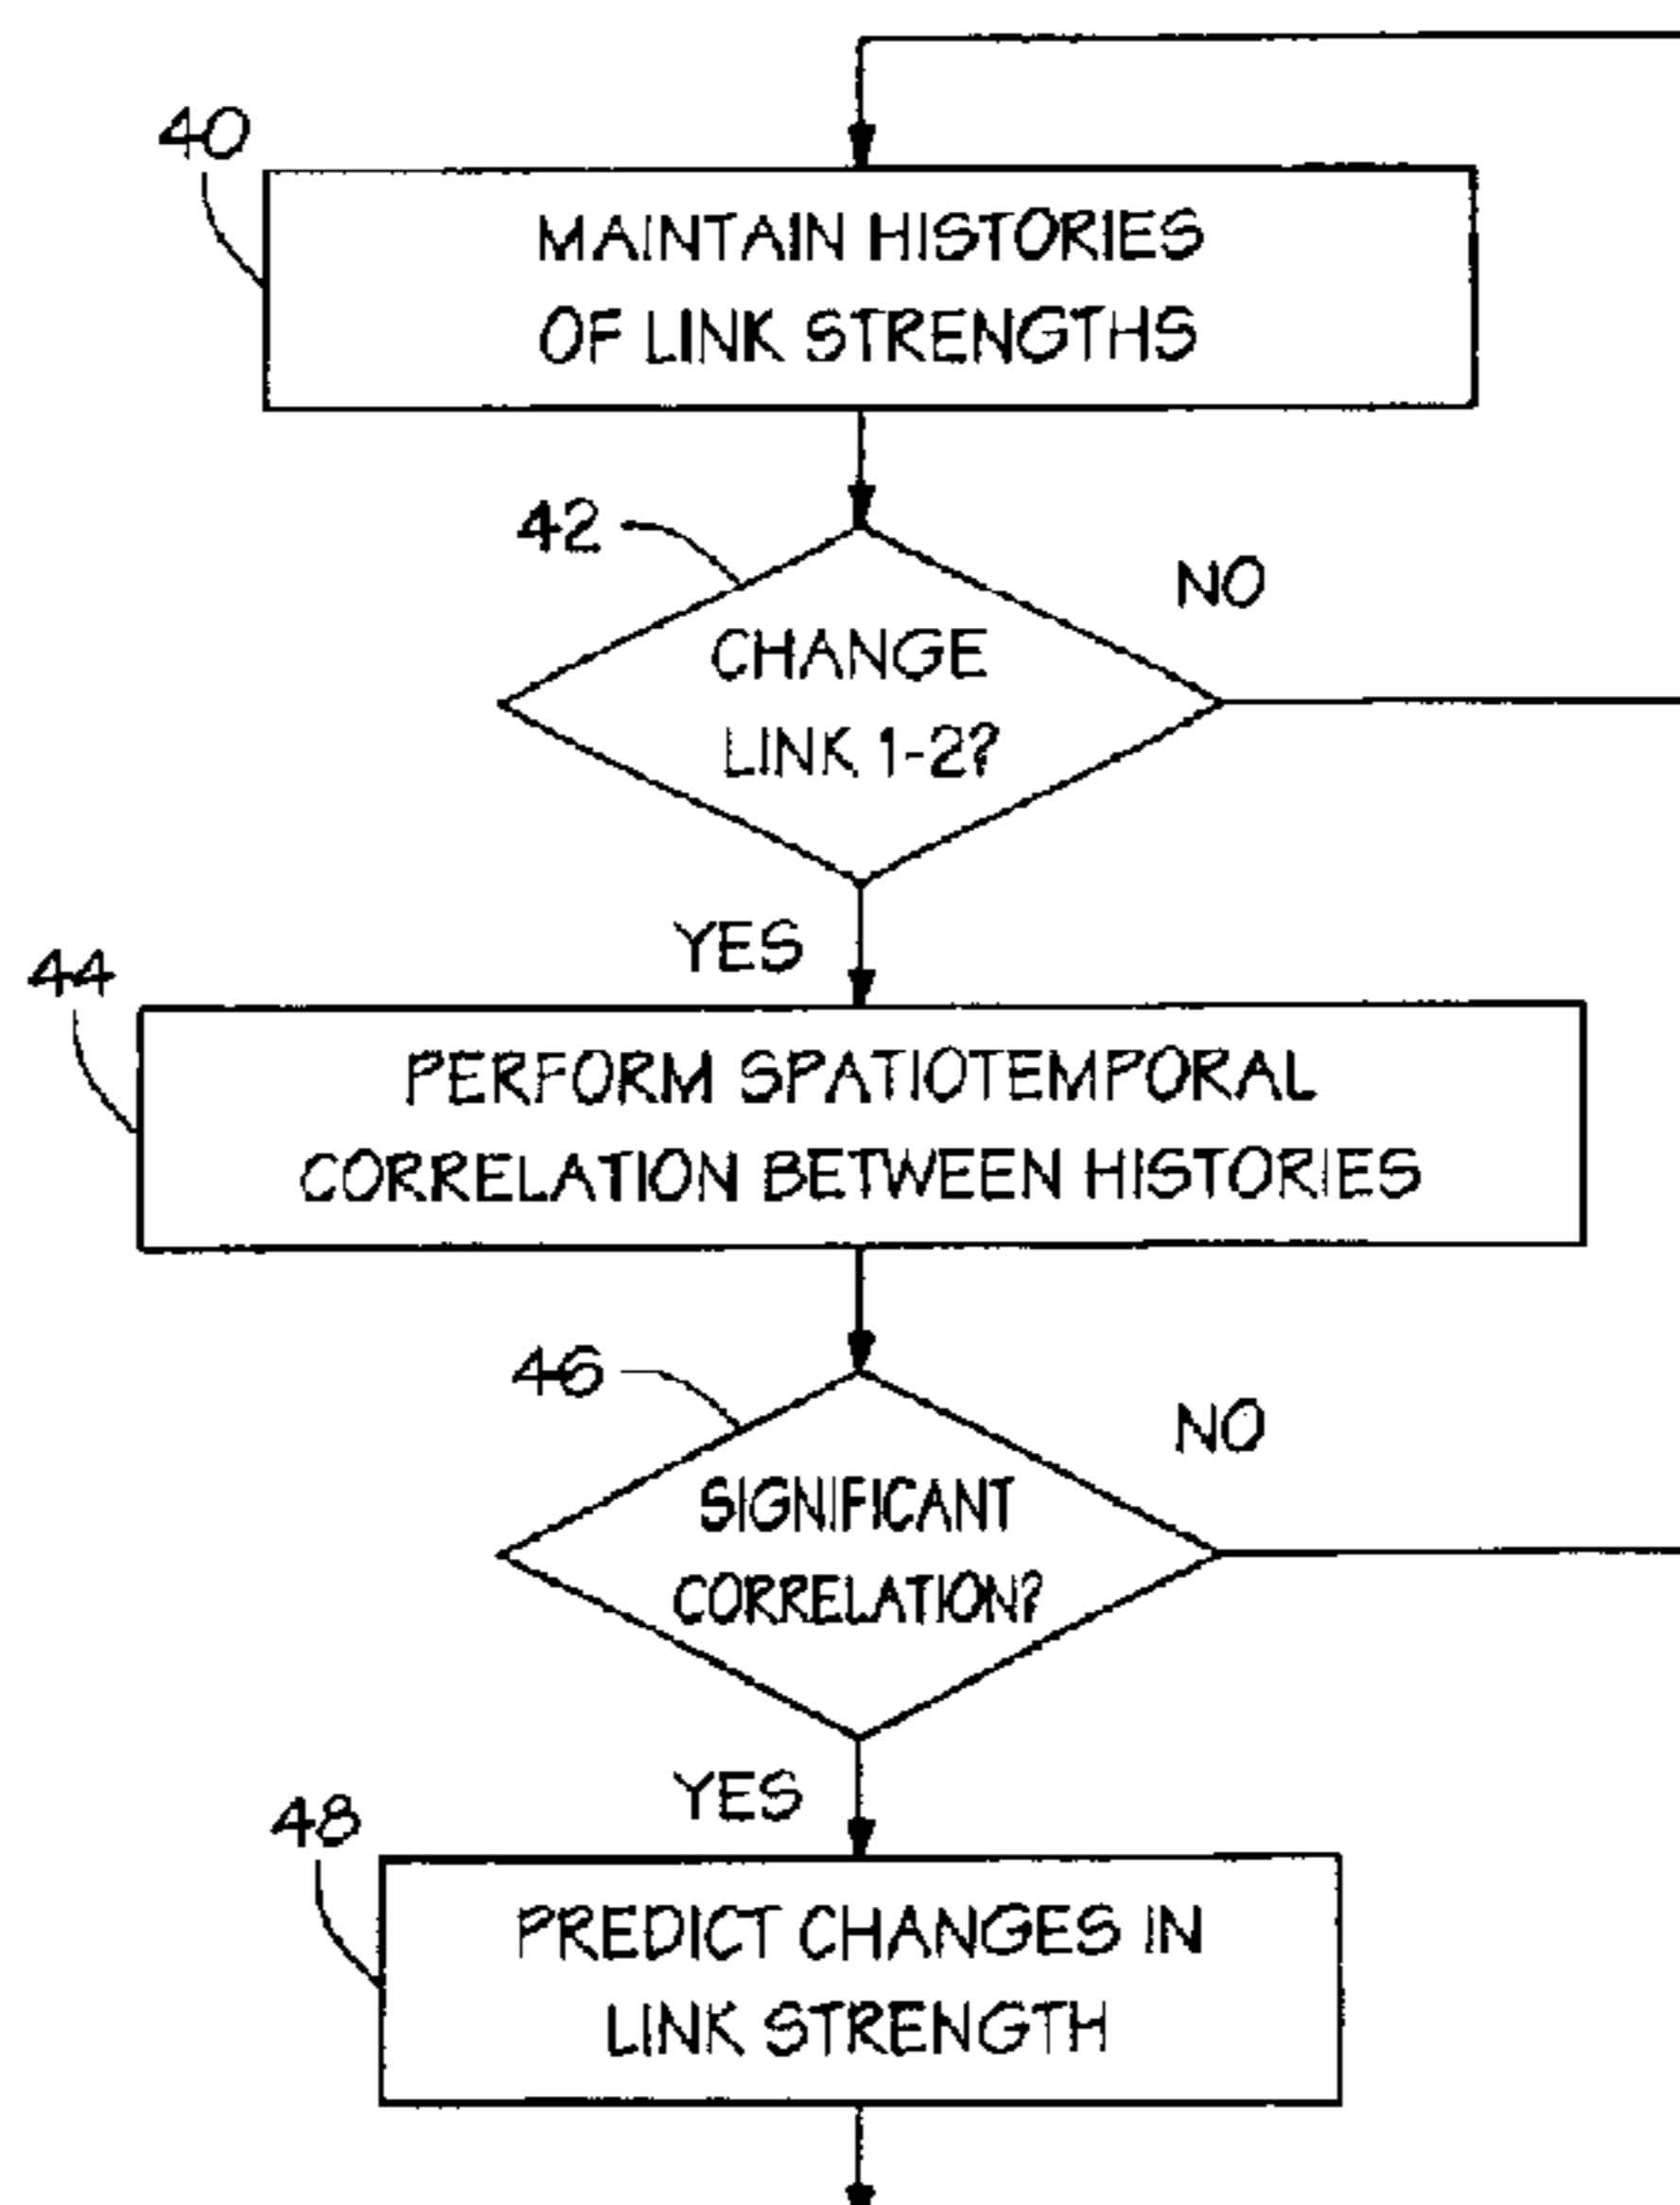 40
MAINTAIN HISTORIES
OF LINK STRENGTHS
42
NO
CHANGE
LINK 1-2?
YES
44
PERFORM SPATIOTEMPORAL
CORRELATION BETWEEN HISTORIES
46
NO
SIGNIFICANT
CORRELATION?
YES
48
PREDICT CHANGES IN
LINK STRENGTH